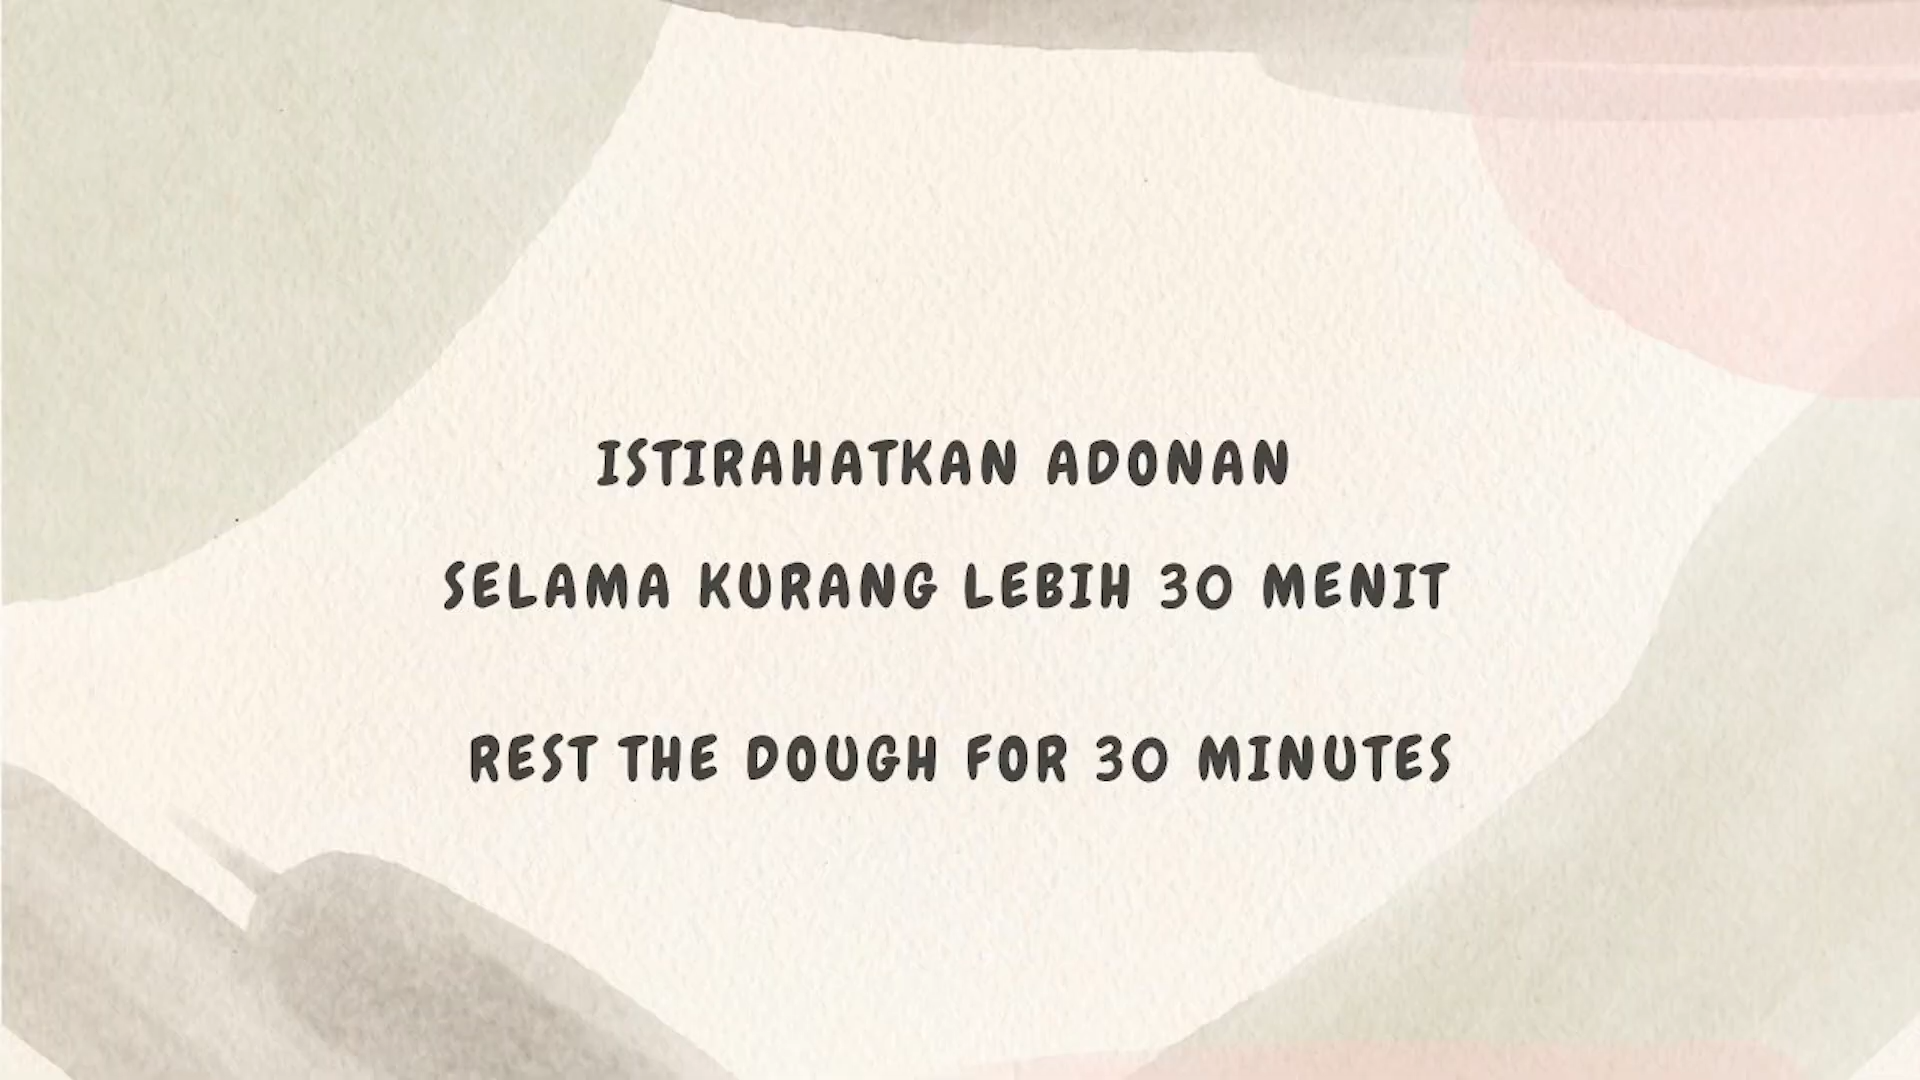 ISTIRAHATKAN ADONAN
SELAMA KURANG LEBIH 30 MENIT
REST THE DOUGH FOR 30 MINUTES